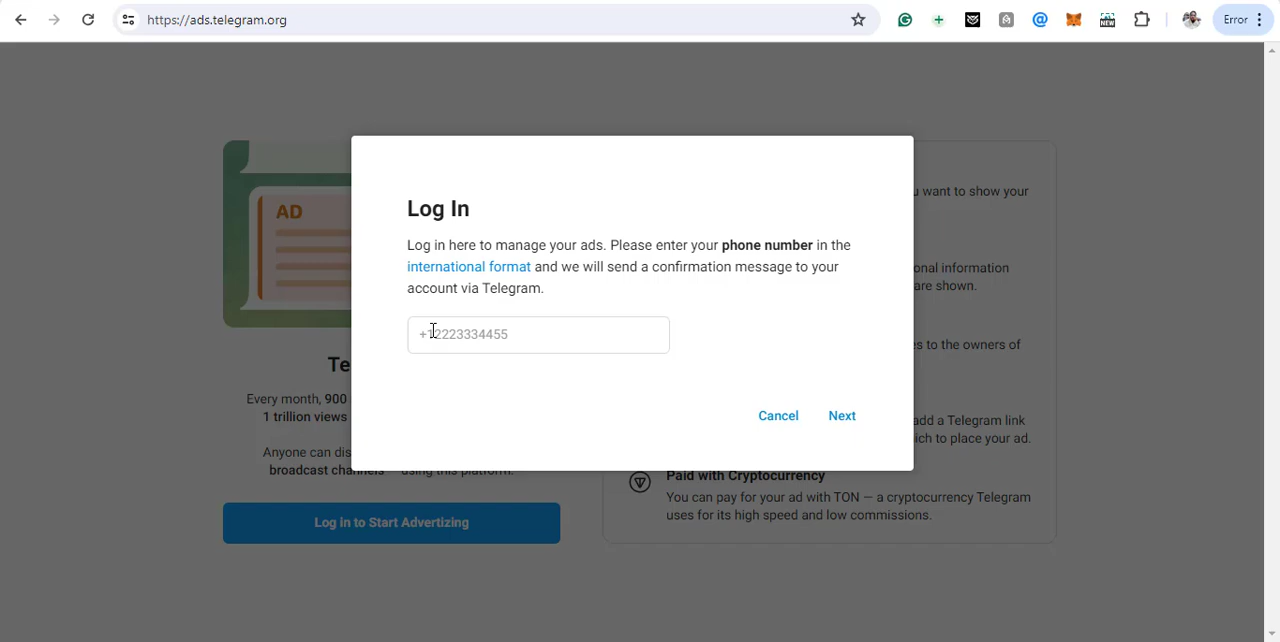 https://ads.telegram.org
NEW
Error
AD
Log In
Log in here to manage your ads. Please enter your phone number in the
international format and we will send a confirmation message to your
account via Telegram.
+12223334455
Cancel
Next
Every month, 900
1 trillion views
Anyone can
broadcast channels using this platform.
Log in to Start Advertizing
want to show your
information
are shown.
to the owners of
add a Telegram link
to place your ad.
Paid with Cryptocurrency
You can pay for your ad with TON — a cryptocurrency Telegram
uses for its high speed and low commissions.